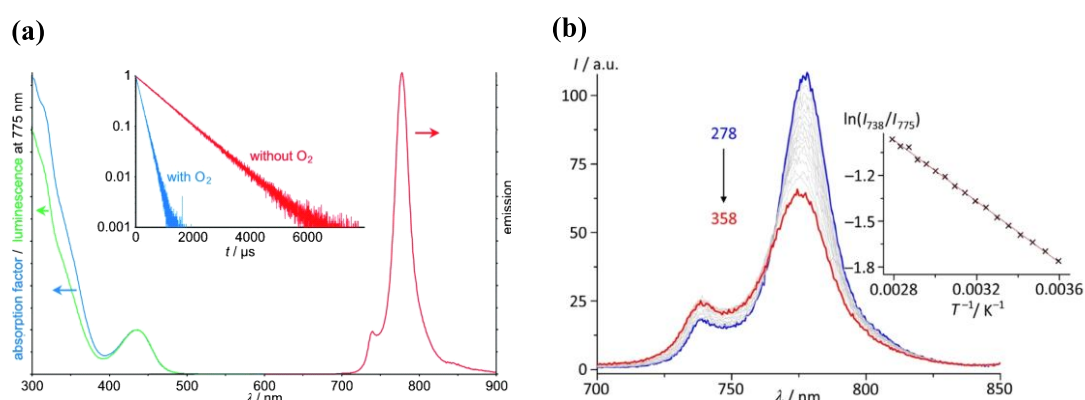 (a)
absorption factor / luminescence at 775 nm
1
0.1
0.01
0.001
without O2
with O2
0 2000 4000 6000
t / µs
emission
300 400 500 600 700 800 900
λ / nm
(b)
I / a.u.
100
75
50
25
0
278
358
ln(I738/I775)
−1.2
−1.5
−1.8
0.0028 0.0032 0.0036
T−1/ K−1
700 750 800 850
λ / nm